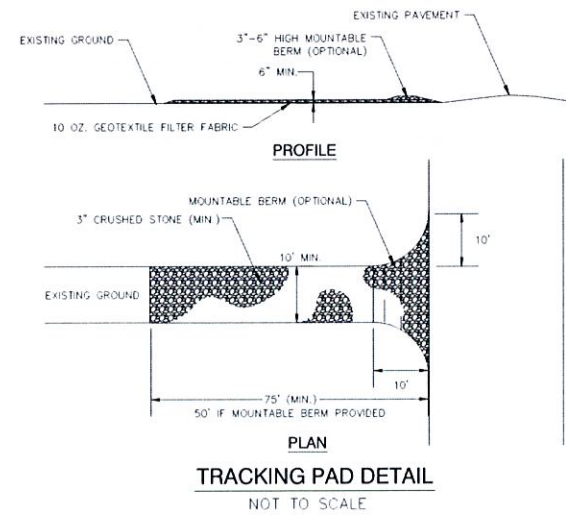 EXISTING PAVEMENT
EXISTING GROUND
3"-6" HIGH MOUNTABLE
BERM (OPTIONAL)
6" MIN.
10 OZ. GEOTEXTILE FILTER FABRIC
PROFILE
MOUNTABLE BERM (OPTIONAL)
3" CRUSHED STONE (MIN.)
10' MIN.
10'
EXISTING GROUND
10'
75' (MIN.)
50' IF MOUNTABLE BERM PROVIDED
PLAN
TRACKING PAD DETAIL
NOT TO SCALE